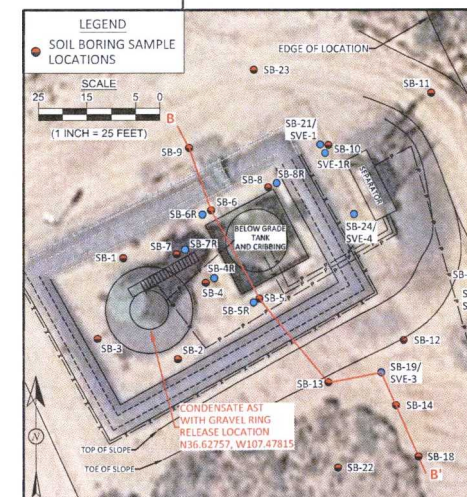 LEGEND
SOIL BORING SAMPLE
LOCATIONS
SCALE
25 5 0
(1 INCH = 25 FEET)
EDGE OF LOCATION
SB-23
SB-11
B
SB-9
SB-21/
SVE-1
SB-10
SVE-1R
SEPARATOR
SB-8R
SB-8
SB-6
SB-6R
SB-24/
SVE-4
BELOW GRADE
TANK
AND CRIBBING
SB-1
SB-7
SB-7R
SB-4R
SB-4
SB-5
SB-5R
SB-
SB-3
SB-2
SB-12
SB-13
SB-19/
SVE-3
SB-14
CONDENSATE AST
WITH GRAVEL RING
RELEASE LOCATION
N36.62757, W107.47815
TOP OF SLOPE
TOE OF SLOPE
N
SB-22
SB-18
B'